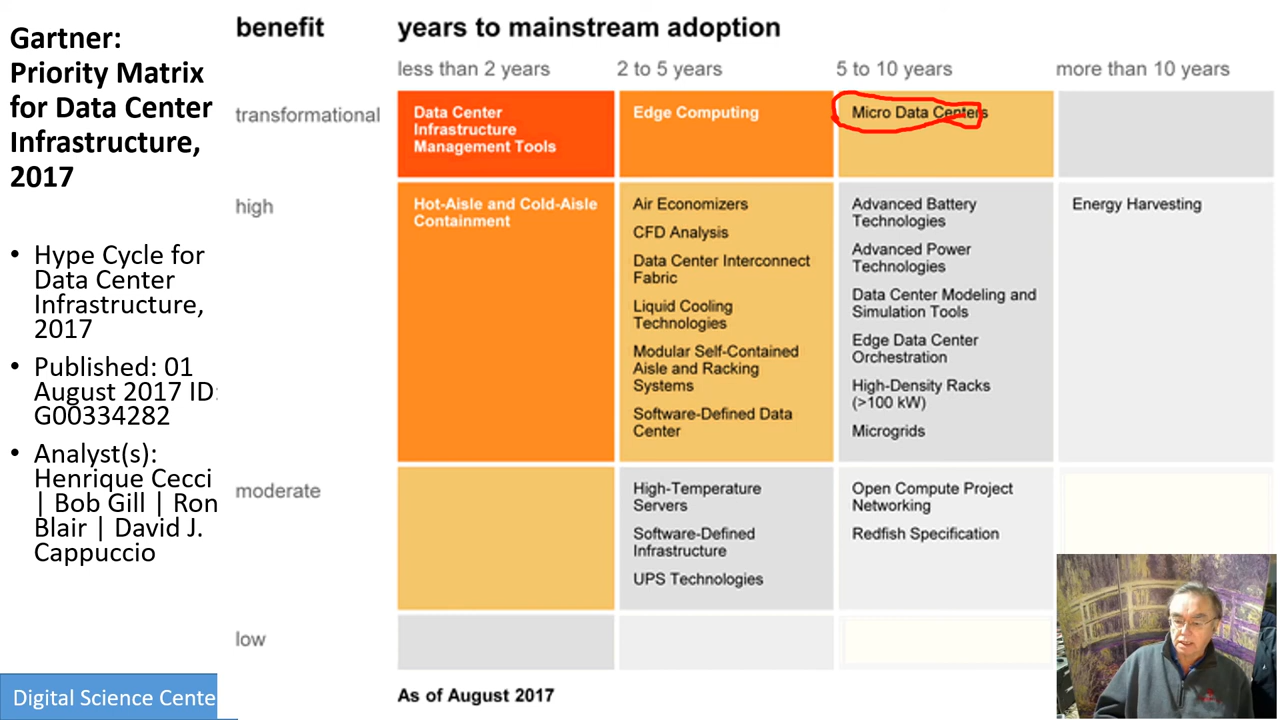 Gartner:
Priority Matrix
for Data Center
Infrastructure,
2017
• Hype Cycle for
Data Center
Infrastructure,
2017
• Published: 01
August 2017 ID:
G00334282
• Analyst(s):
Henrique Cecci
| Bob Gill | Ron
Blair | David J.
Cappuccio
Digital Science Cente
benefit
years to mainstream adoption
less than 2 years
2 to 5 years
5 to 10 years
more than 10 years
transformational
Data Center
Infrastructure
Management Tools
Edge Computing
Micro Data Centers
high
Hot-Aisle and Cold-Aisle
Containment
Air Economizers
CFD Analysis
Data Center Interconnect
Fabric
Liquid Cooling
Technologies
Modular Self-Contained
Aisle and Racking
Systems
Software-Defined Data
Center
Advanced Battery
Technologies
Advanced Power
Technologies
Data Center Modeling and
Simulation Tools
Edge Data Center
Orchestration
High-Density Racks
(>100 kW)
Microgrids
Energy Harvesting
moderate
High-Temperature
Servers
Software-Defined
Infrastructure
UPS Technologies
Open Compute Project
Networking
Redfish Specification
low
As of August 2017